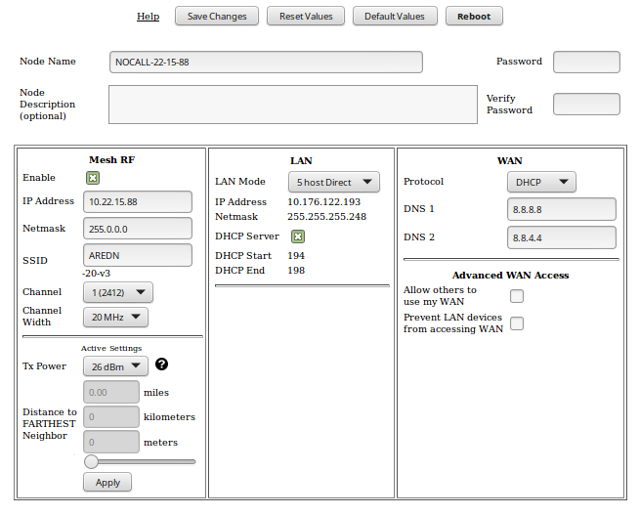 Help Save Changes Reset Values Default Values Reboot
Node Name NOCALL-22-15-88 Password
Node
Description
(optional)
Verify
Password
Mesh RF
Enable
IP Address 10.22.15.88
Netmask 255.0.0.0
SSID AREDN
-20-v3
Channel 1 (2412)
Channel
Width 20 MHz
Active Settings
Tx Power 26 dBm ?
Distance to
FARTHEST
Neighbor
0.00 miles
0 kilometers
0 meters
Apply
LAN
LAN Mode 5 host Direct
IP Address 10.176.122.193
Netmask 255.255.255.248
DHCP Server
DHCP Start 194
DHCP End 198
WAN
Protocol DHCP
DNS 1 8.8.8.8
DNS 2 8.8.4.4
Advanced WAN Access
Allow others to
use my WAN
Prevent LAN devices
from accessing WAN